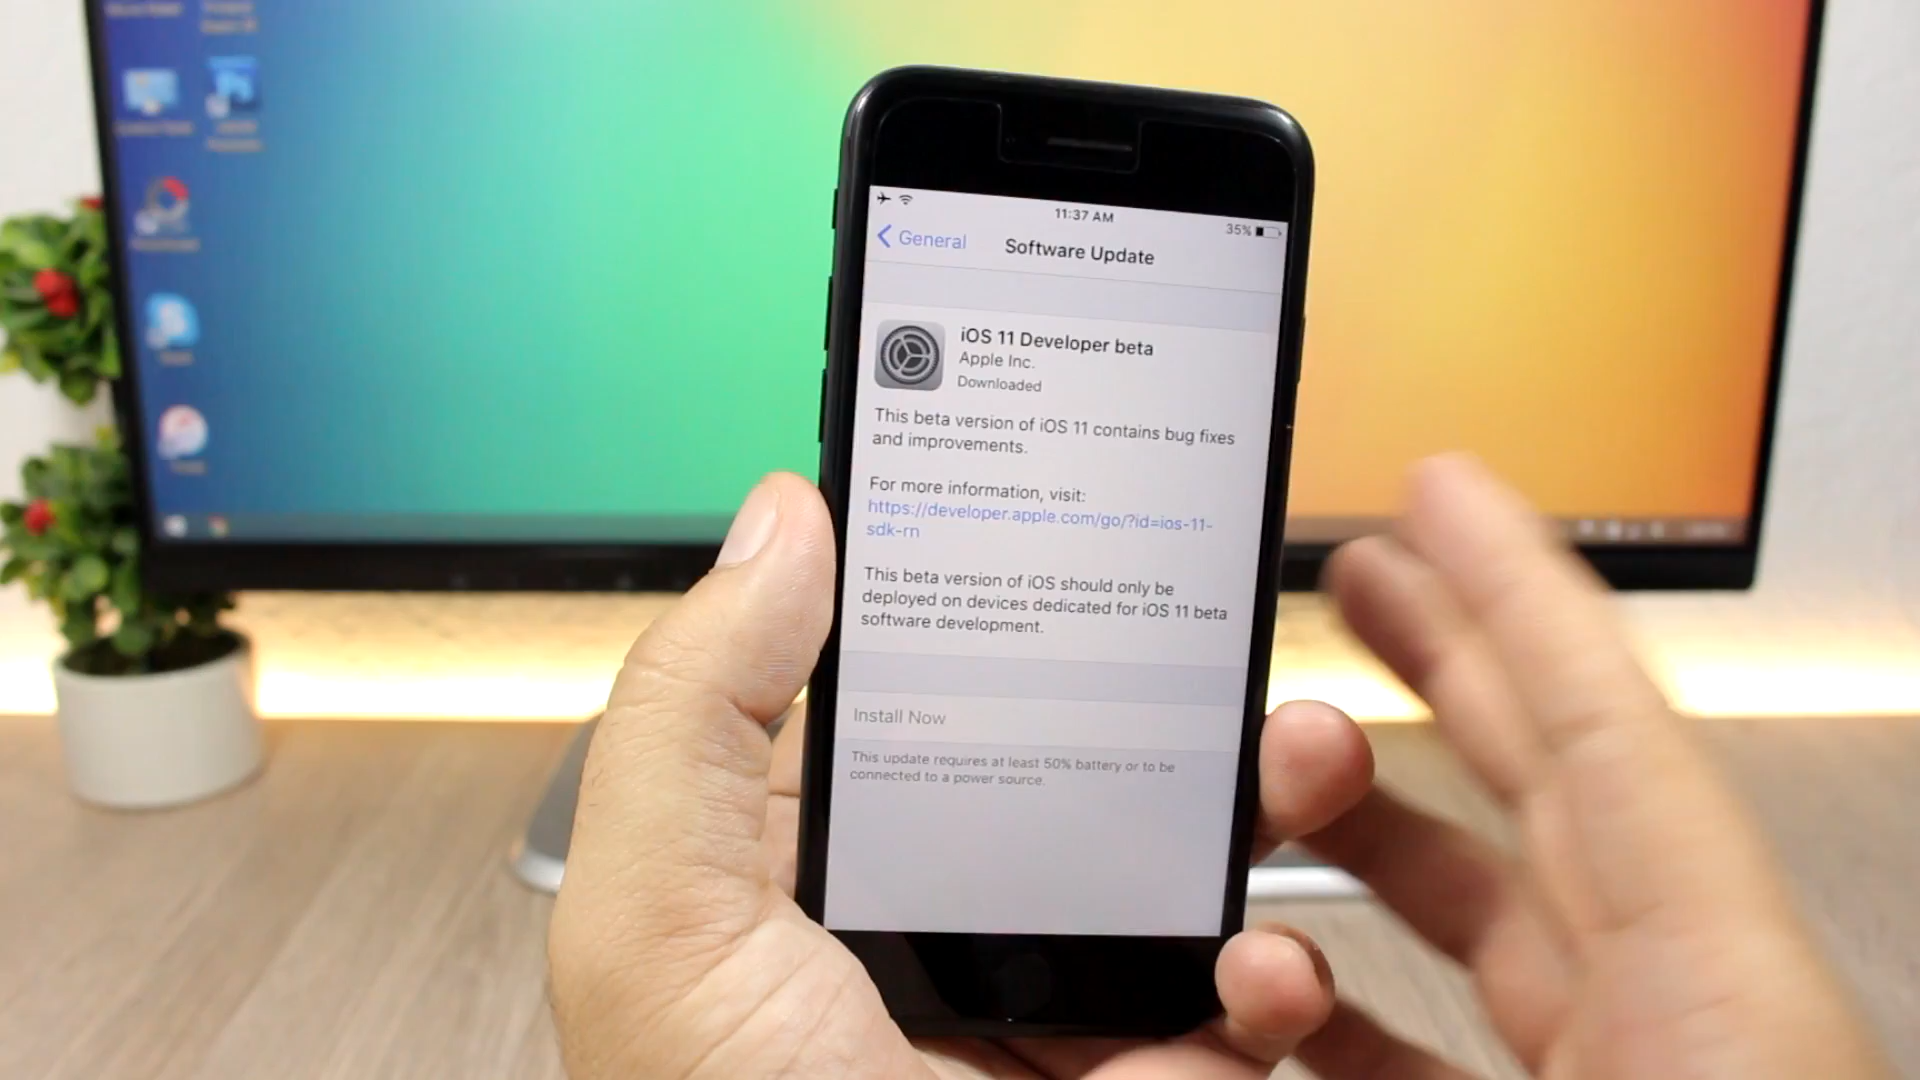 11:37 AM
35%
General
Software Update
iOS 11 Developer beta
Apple Inc.
Downloaded
This beta version of iOS 11 contains bug fixes
and improvements.
For more information, visit:
https://developer.apple.com/go/?id=ios-11-
sdk-rn
This beta version of iOS should only be
deployed on devices dedicated for iOS 11 beta
software development.
Install Now
This update requires at least 50% battery or to be
connected to a power source.